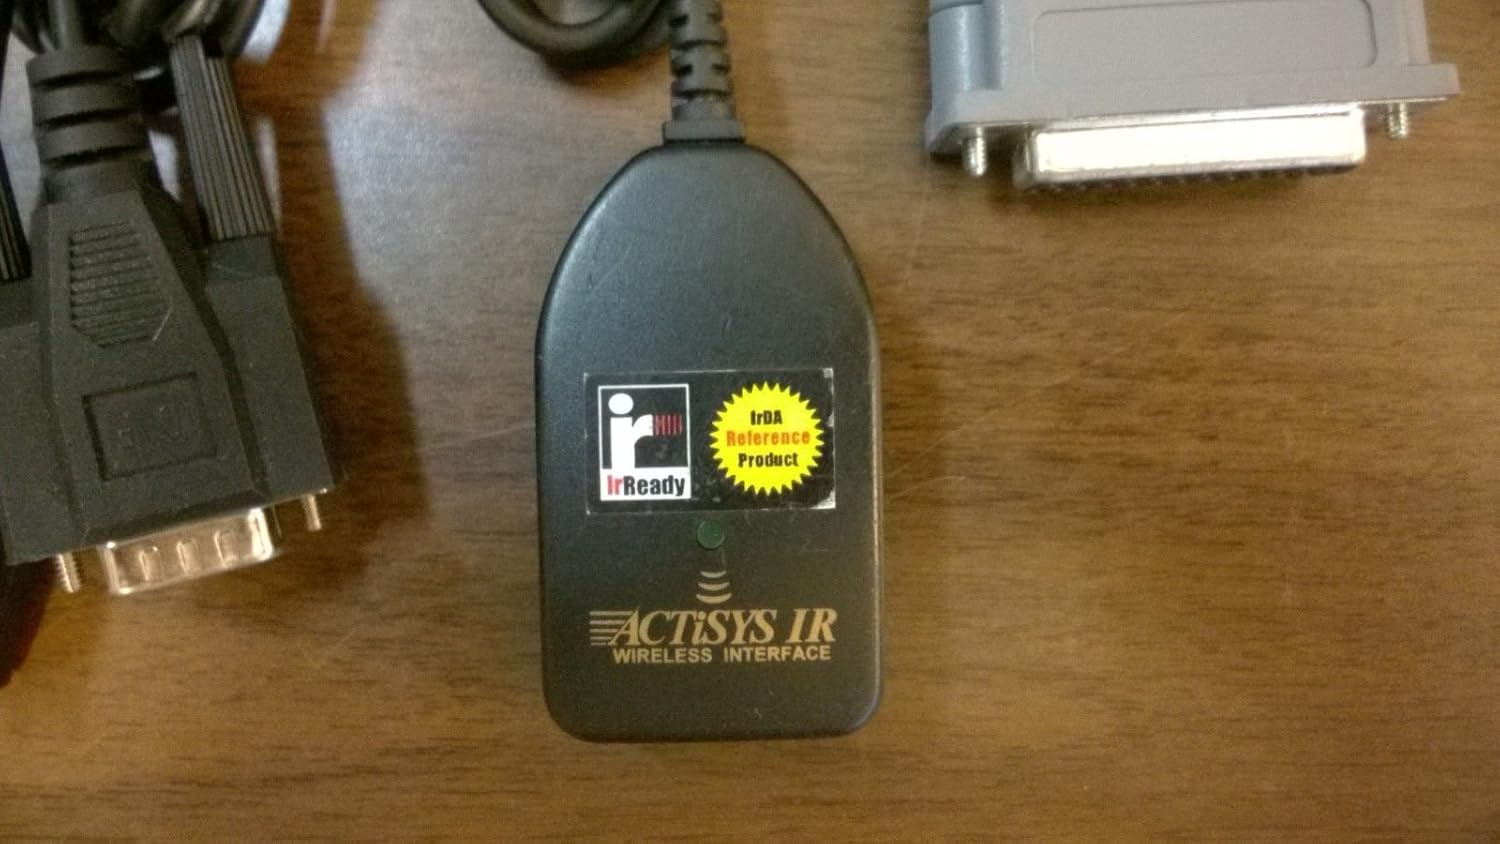 ir
IrReady
IrDA
Reference
Product
ACTiSYS IR
WIRELESS INTERFACE